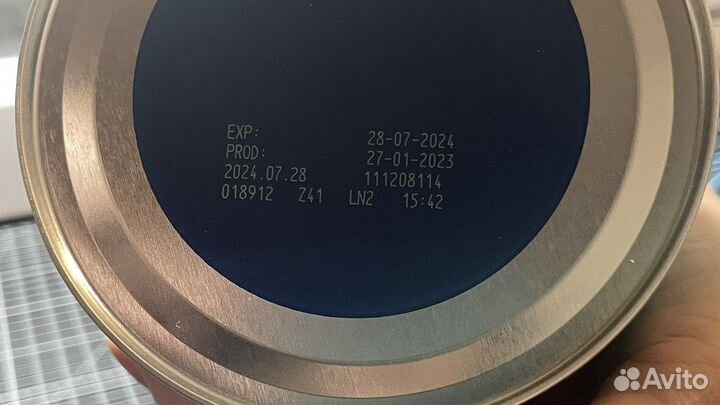 EXP: 28-07-2024
PROD: 27-01-2023
2024.07.28 111208114
018912 Z41 LN2 15:42
Avito